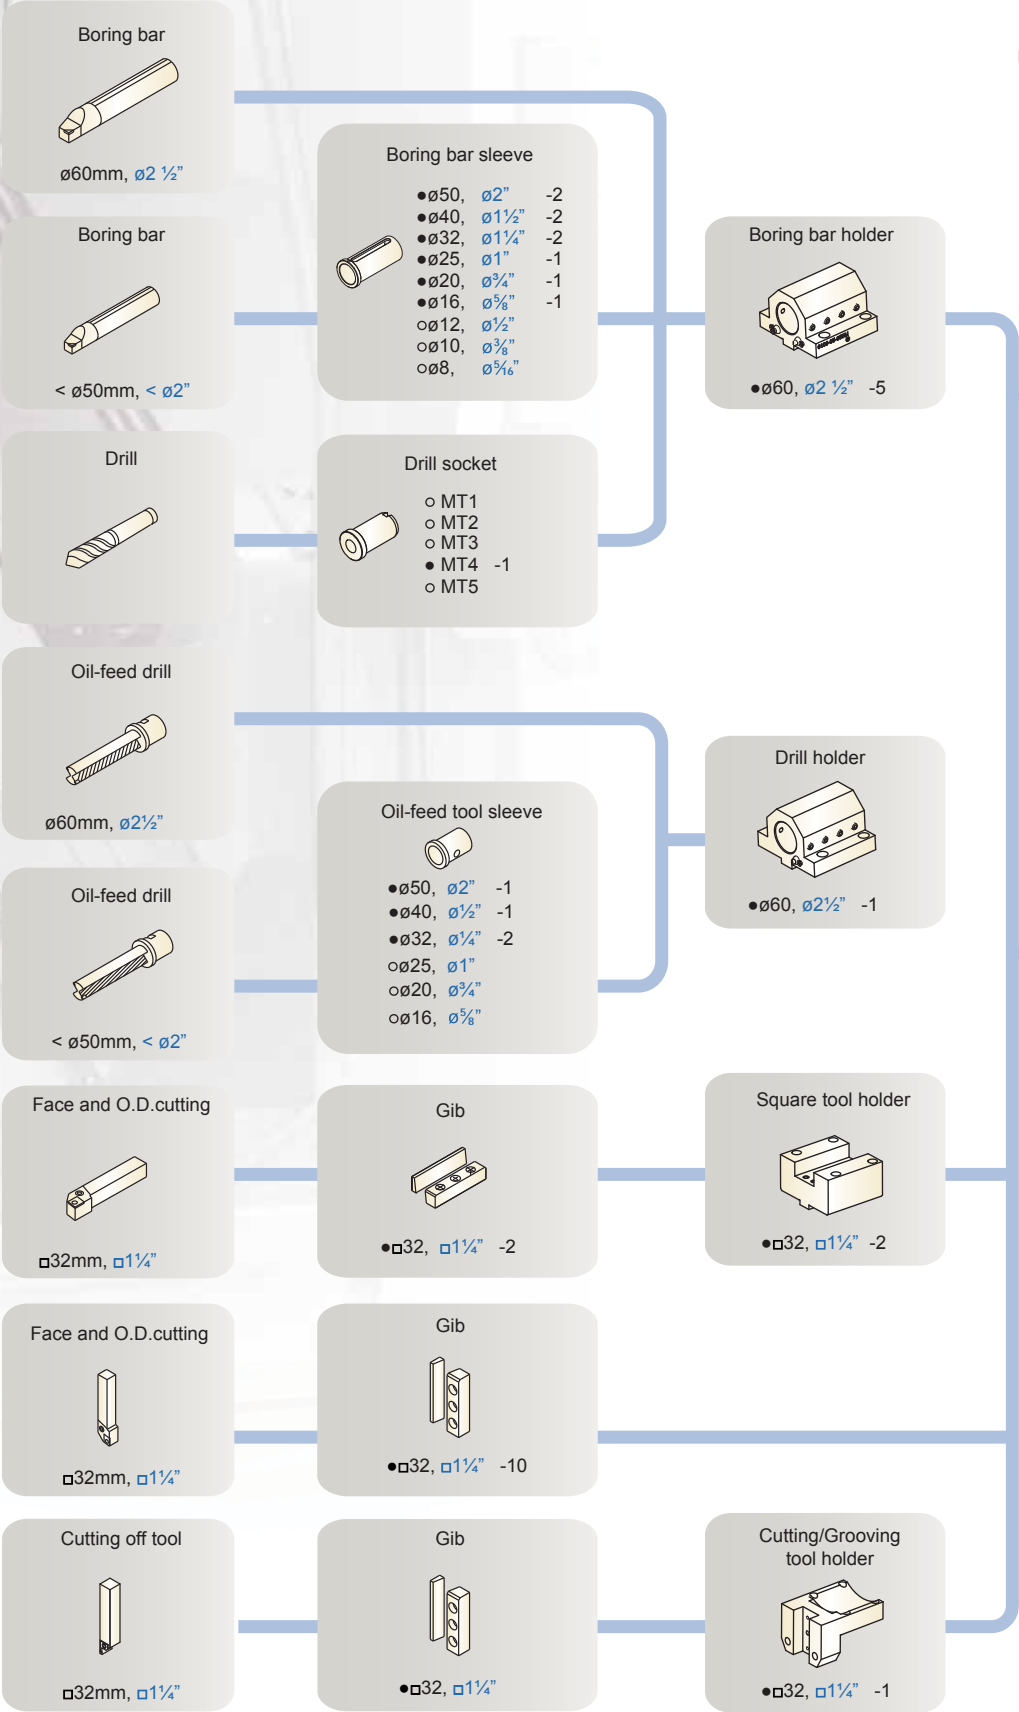 Boring bar
ø60mm, ø2 ½”
Boring bar
< ø50mm, < ø2”
Drill
Oil-feed drill
ø60mm, ø2½”
Oil-feed drill
< ø50mm, < ø2”
Face and O.D.cutting
□32mm, □1¼”
Face and O.D.cutting
□32mm, □1¼”
Cutting off tool
□32mm, □1¼”
Boring bar sleeve
●ø50, ø2” -2
●ø40, ø1½” -2
●ø32, ø1¼” -2
●ø25, ø1” -1
●ø20, ø¾” -1
●ø16, ø⅝” -1
○ø12, ø½”
○ø10, ø⅜”
○ø8, ø5⁄16”
Drill socket
○ MT1
○ MT2
○ MT3
● MT4 -1
○ MT5
Oil-feed tool sleeve
●ø50, ø2” -1
●ø40, ø½” -1
●ø32, ø¼” -2
○ø25, ø1”
○ø20, ø¾”
○ø16, ø⅝”
Gib
●□32, □1¼” -2
Gib
●□32, □1¼” -10
Gib
●□32, □1¼”
Boring bar holder
●ø60, ø2 ½” -5
Drill holder
●ø60, ø2½” -1
Square tool holder
●□32, □1¼” -2
Cutting/Grooving
tool holder
●□32, □1¼” -1